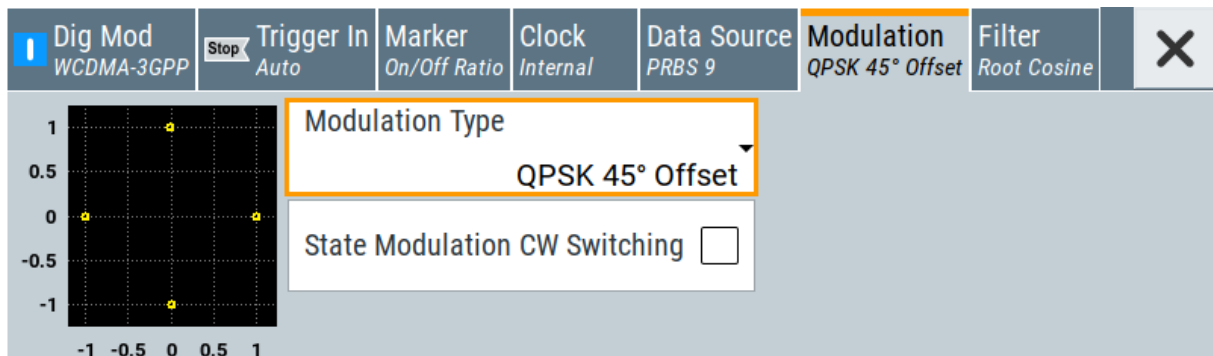 Dig Mod
WCDMA-3GPP
Stop
Trigger In
Auto
Marker
On/Off Ratio
Clock
Internal
Data Source
PRBS 9
Modulation
QPSK 45° Offset
Filter
Root Cosine
1
0.5
0
-0.5
-1
-1 -0.5 0 0.5 1
Modulation Type
QPSK 45° Offset
State Modulation CW Switching